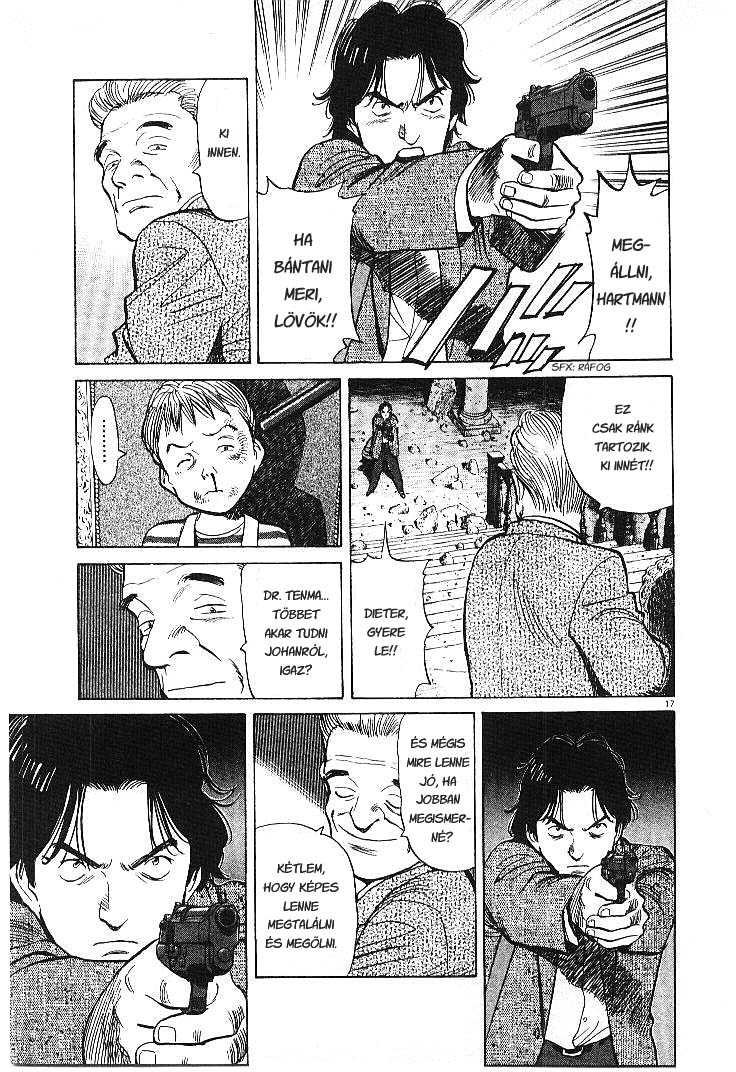 MEG-
ÁLLNI,
HARTMANN
!!
HA
BÁNTANI
MERI,
LÖVÖK!!
SFX: RÁFOG
KI
INNEN.
EZ
CSAK RÁNK
TARTOZIK.
KI INNÉT!!
DIETER,
GYERE
LE!!
........
DR. TENMA...
TÖBBET
AKAR TUDNI
JOHANRÓL,
IGAZ?
17
ÉS MÉGIS
MIRE LENNE
JÓ, HA
JOBBAN
MEGISMER-
NÉ?
KÉTLEM,
HOGY KÉPES
LENNE
MEGTALÁLNI
ÉS MEGÖLNI.